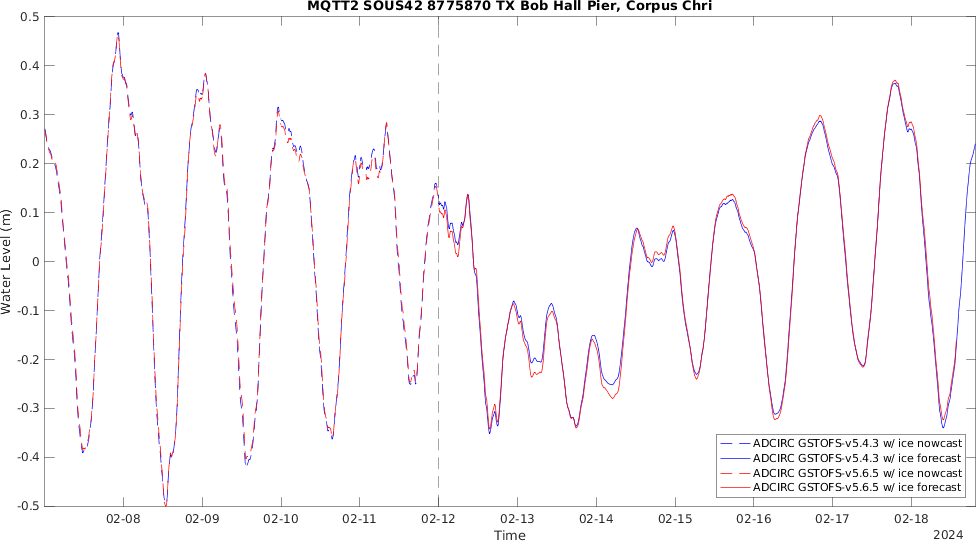 MQTT2 SOUS42 8775870 TX Bob Hall Pier, Corpus Chri
0.5
0.4
0.3
0.2
0.1
0
-0.1
-0.2
-0.3
-0.4
-0.5
Water Level (m)
ADCIRC GSTOFS-v5.4.3 w/ ice nowcast
ADCIRC GSTOFS-v5.4.3 w/ ice forecast
ADCIRC GSTOFS-v5.6.5 w/ ice nowcast
ADCIRC GSTOFS-v5.6.5 w/ ice forecast
02-08 02-09 02-10 02-11 02-12 02-13 02-14 02-15 02-16 02-17 02-18
Time
2024